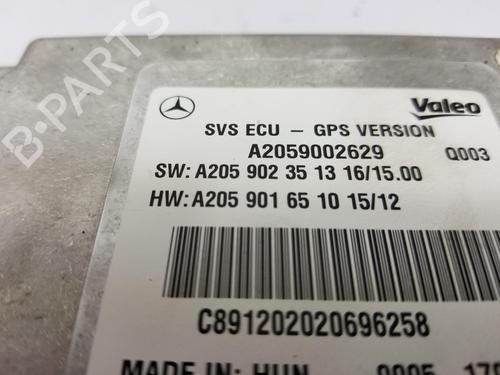 B-PARTS
Valeo
SVS ECU – GPS VERSION
A2059002629 Q003
SW: A205 902 35 13 16/15.00
HW: A205 901 65 10 15/12
C891202020696258
MADE IN: HUN 0005